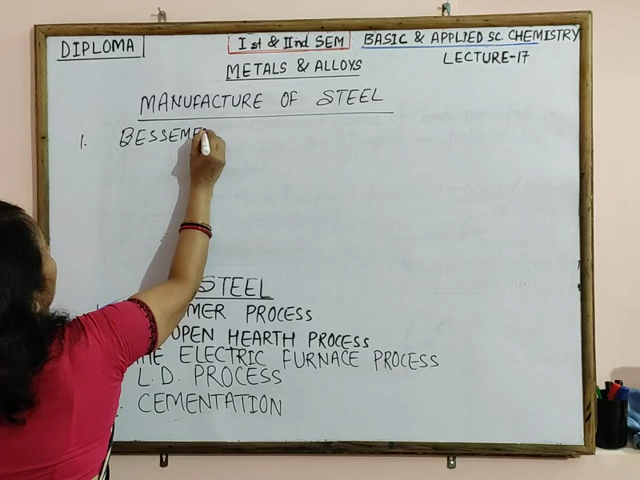 DIPLOMA
Ist & IInd SEM
BASIC & APPLIED SC CHEMISTRY
METALS & ALLOYS
LECTURE-17
MANUFACTURE OF STEEL
1. BESSEME
STEEL
MER PROCESS
OPEN HEARTH PROCESS
HE ELECTRIC FURNACE PROCESS
L.D. PROCESS
CEMENTATION